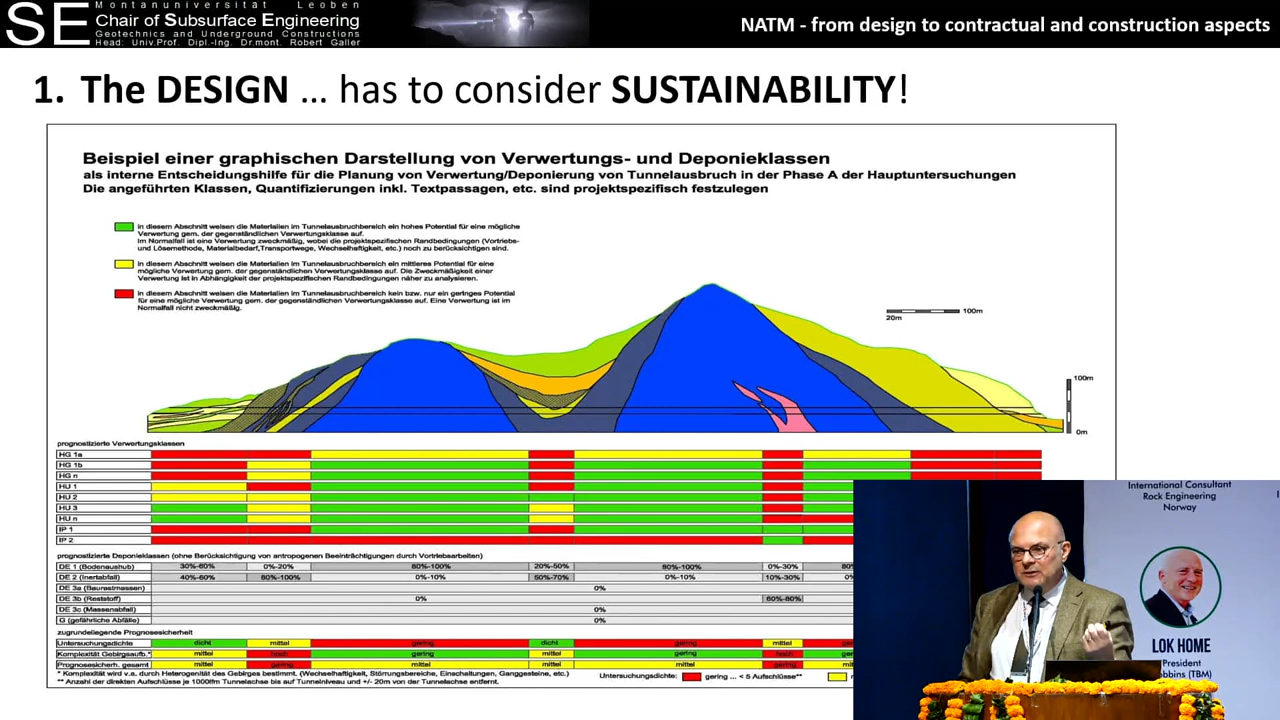 SE
Montanuniversität Leoben
Chair of Subsurface Engineering
Geotechnics and Underground Constructions
Head: Univ.Prof. Dipl.-Ing. Dr.mont. Robert Galler
NATM - from design to contractual and construction aspects
1. The DESIGN ... has to consider SUSTAINABILITY!
Beispiel einer graphischen Darstellung von Verwertungs- und Deponieklassen
als interne Entscheidungshilfe für die Planung von Verwertung/Deponierung von Tunnelausbruch in der Phase A der Hauptuntersuchungen
Die angeführten Klassen, Quantifizierungen inkl. Textpassagen, etc. sind projektspezifisch festzulegen
in diesem Abschnitt weisen die Materialien im Tunnelausbruchbereich ein hohes Potential für eine mögliche
Verwertung gem. der gegenständlichen Verwertungsklasse auf.
Im Normalfall ist eine Verwertung zweckmäßig, wobei die projektspezifischen Randbedingungen (Vortriebs-
und Lösemethode, Materialbedarf,Transportwege, Wechselhaftigkeit, etc.) noch zu berücksichtigen sind.
in diesem Abschnitt weisen die Materialien im Tunnelausbruchbereich ein mittleres Potential für eine
mögliche Verwertung gem. der gegenständlichen Verwertungsklasse auf. Die Zweckmäßigkeit einer
Verwertung ist in Abhängigkeit der projektspezifischen Randbedingungen näher zu analysieren.
in diesem Abschnitt weisen die Materialien im Tunnelausbruchbereich kein bzw. nur ein geringes Potential
für eine mögliche Verwertung gem. der gegenständlichen Verwertungsklasse auf. Eine Verwertung ist im
Normalfall nicht zweckmäßig.
100m
20m
100m
0m
prognostizierte Verwertungsklassen
HG 1a
HG 1b
HG n
HU 1
HU 2
HU 3
HU n
IP 1
IP 2
prognostizierte Deponieklassen (ohne Berücksichtigung von antropogenen Beeinträchtigungen durch Vortriebsarbeiten)
DE 1 (Bodenaushub) 30%-60% 0%-20% 80%-100% 20%-50% 80%-100% 0%-30%
DE 2 (Inertabfall) 40%-60% 80%-100% 0%-10% 50%-70% 0%-10% 10%-30%
DE 3a (Baurestmassen) 0%
DE 3b (Reststoff) 0% 60%-80%
DE 3c (Massenabfall) 0%
G (gefährliche Abfälle) 0%
zugrundeliegende Prognosesicherheit
Untersuchungsdichte dicht mittel gering dicht gering mittel
Komplexität Gebirgsaufb.* mittel hoch gering mittel gering hoch
Prognosesicherh. gesamt mittel gering mittel mittel mittel gering
* Komplexität wird v.a. durch Heterogenität des Gebirges bestimmt. (Wechselhaftigkeit, Störungsbereiche, Einschaltungen, Ganggesteine, etc.)
** Anzahl der direkten Aufschlüsse je 1000lfm Tunnelachse bis auf Tunnelniveau und +/- 20m von der Tunnelachse entfernt.
Untersuchungsdichte: gering ... < 5 Aufschlüsse**
International Consultant
Rock Engineering
Norway
LOK HOME
President